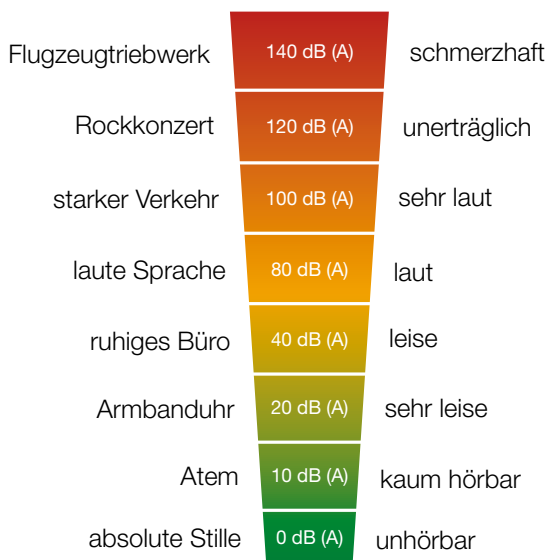 Flugzeugtriebwerk 140 dB (A) schmerzhaft
Rockkonzert 120 dB (A) unerträglich
starker Verkehr 100 dB (A) sehr laut
laute Sprache 80 dB (A) laut
ruhiges Büro 40 dB (A) leise
Armbanduhr 20 dB (A) sehr leise
Atem 10 dB (A) kaum hörbar
absolute Stille 0 dB (A) unhörbar